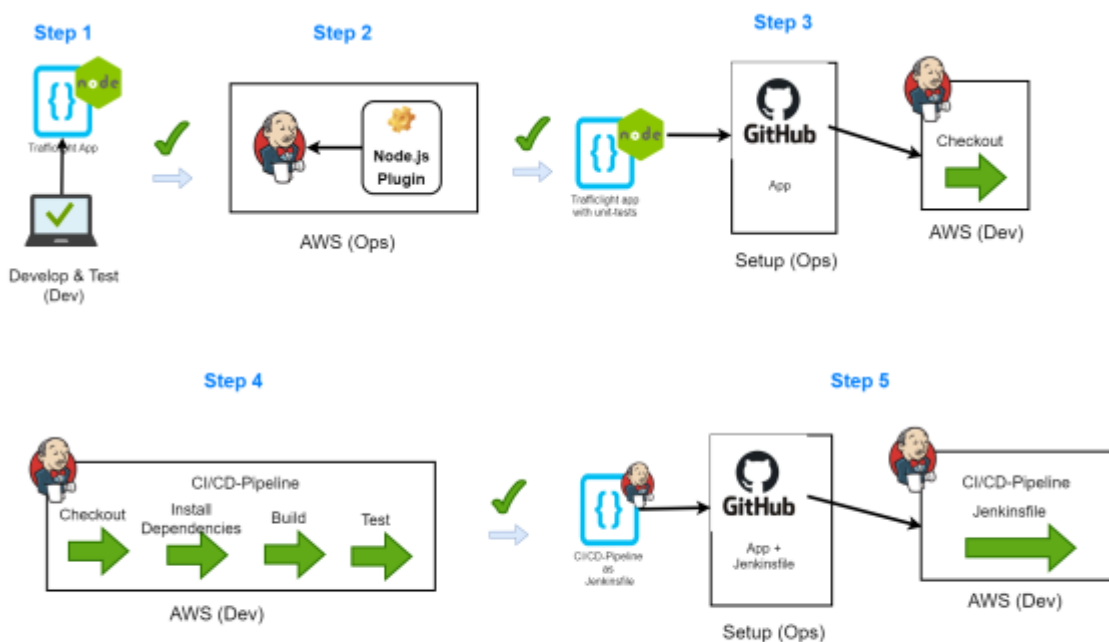 Step 1
node
Trafficlight App
Develop & Test
(Dev)
Step 2
Node.js
Plugin
AWS (Ops)
Step 3
node
Trafficlight app
with unit-tests
GitHub
App
Setup (Ops)
Checkout
AWS (Dev)
Step 4
CI/CD-Pipeline
Checkout
Install
Dependencies
Build
Test
AWS (Dev)
Step 5
CI/CD-Pipeline
as
Jenkinsfile
GitHub
App +
Jenkinsfile
Setup (Ops)
CI/CD-Pipeline
Jenkinsfile
AWS (Dev)